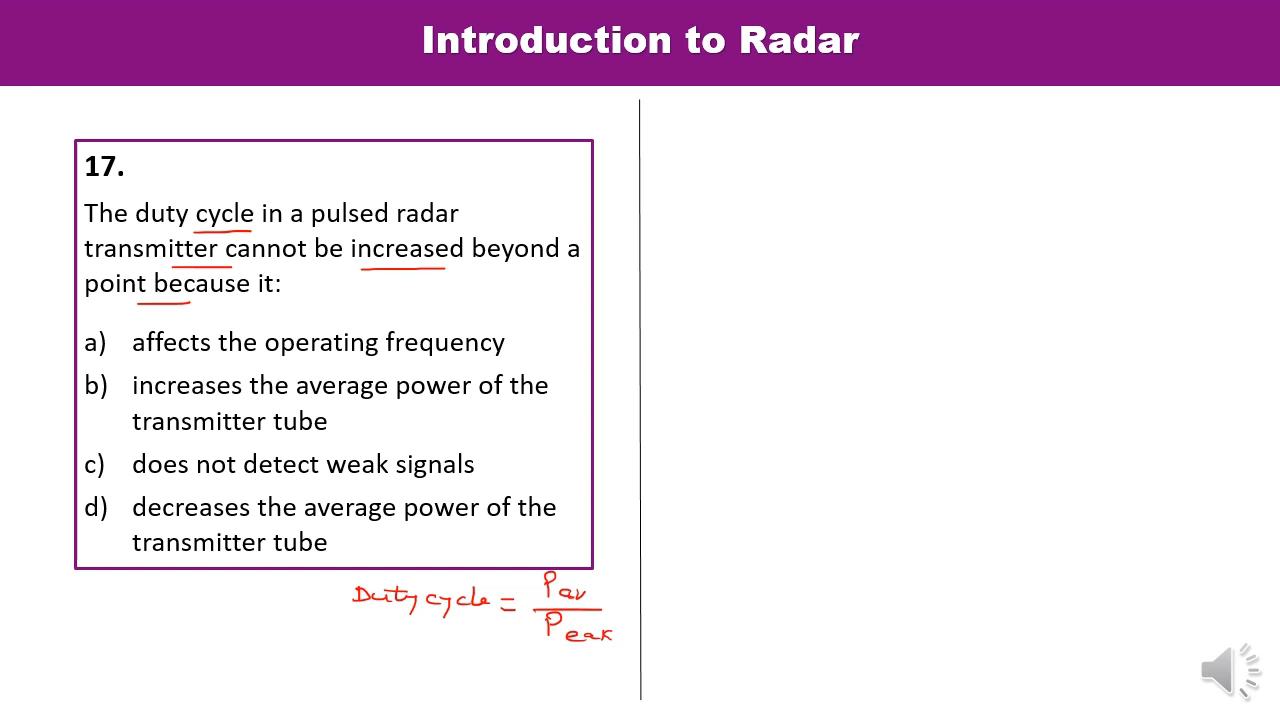 Introduction to Radar
17.
The duty cycle in a pulsed radar
transmitter cannot be increased beyond a
point because it:
a) affects the operating frequency
b) increases the average power of the
transmitter tube
c) does not detect weak signals
d) decreases the average power of the
transmitter tube
Duty cycle = Pav
Peak